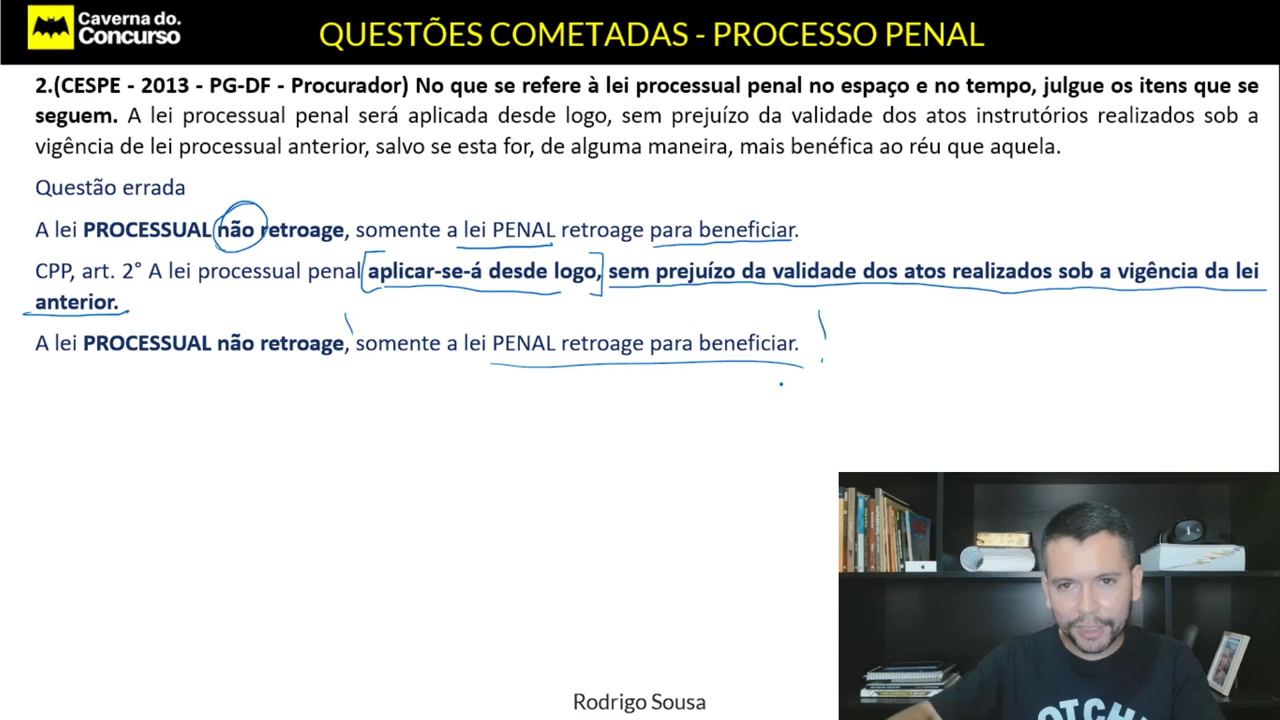 Caverna do.
Concurso
QUESTÕES COMETADAS - PROCESSO PENAL
2.(CESPE - 2013 - PG-DF - Procurador) No que se refere à lei processual penal no espaço e no tempo, julgue os itens que se
seguem. A lei processual penal será aplicada desde logo, sem prejuízo da validade dos atos instrutórios realizados sob a
vigência de lei processual anterior, salvo se esta for, de alguma maneira, mais benéfica ao réu que aquela.
Questão errada
A lei PROCESSUAL não retroage, somente a lei PENAL retroage para beneficiar.
CPP, art. 2° A lei processual penal aplicar-se-á desde logo, sem prejuízo da validade dos atos realizados sob a vigência da lei
anterior.
A lei PROCESSUAL não retroage, somente a lei PENAL retroage para beneficiar.
Rodrigo Sousa